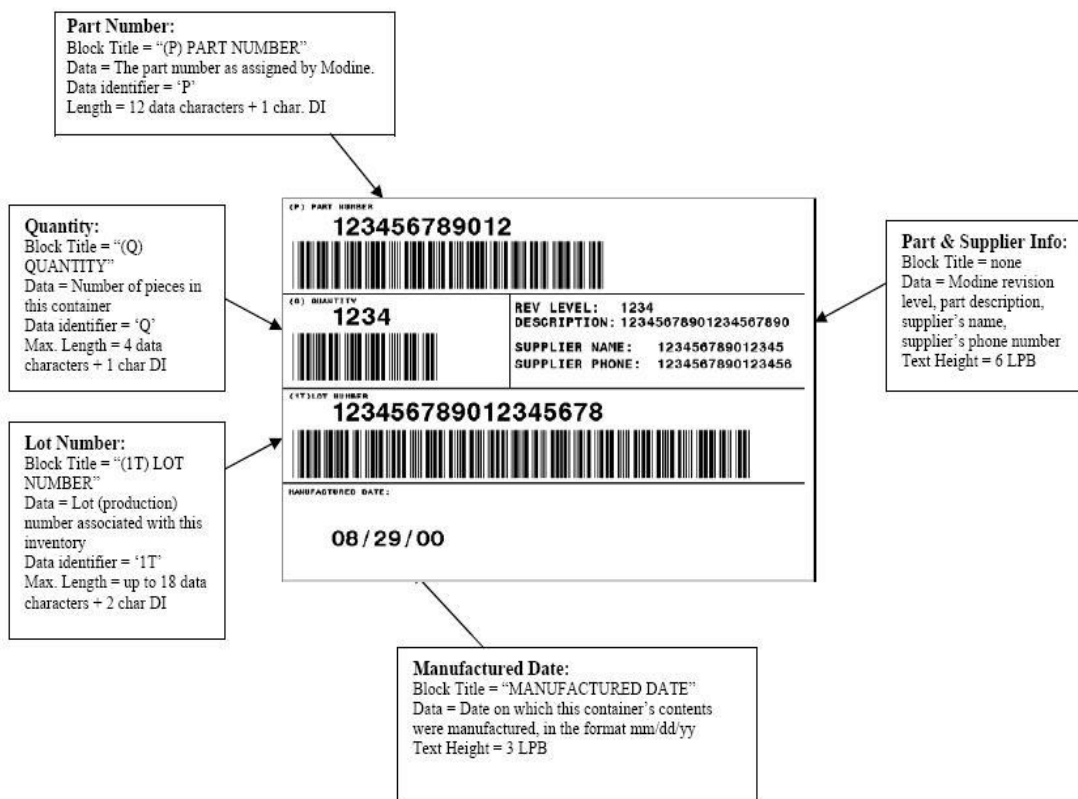 Part Number:
Block Title = “(P) PART NUMBER”
Data = The part number as assigned by Modine.
Data identifier = ‘P’
Length = 12 data characters + 1 char. DI
Quantity:
Block Title = “(Q)
QUANTITY”
Data = Number of pieces in
this container
Data identifier = ‘Q’
Max. Length = 4 data
characters + 1 char DI
Lot Number:
Block Title = “(1T) LOT
NUMBER”
Data = Lot (production)
number associated with this
inventory
Data identifier = ‘1T’
Max. Length = up to 18 data
characters + 2 char DI
(P) PART NUMBER
123456789012
(Q) QUANTITY
1234
REV LEVEL: 1234
DESCRIPTION: 12345678901234567890
SUPPLIER NAME: 123456789012345
SUPPLIER PHONE: 1234567890123456
(1T)LOT NUMBER
123456789012345678
MANUFACTURED DATE:
08/29/00
Part & Supplier Info:
Block Title = none
Data = Modine revision
level, part description,
supplier’s name,
supplier’s phone number
Text Height = 6 LPB
Manufactured Date:
Block Title = “MANUFACTURED DATE”
Data = Date on which this container’s contents
were manufactured, in the format mm/dd/yy
Text Height = 3 LPB